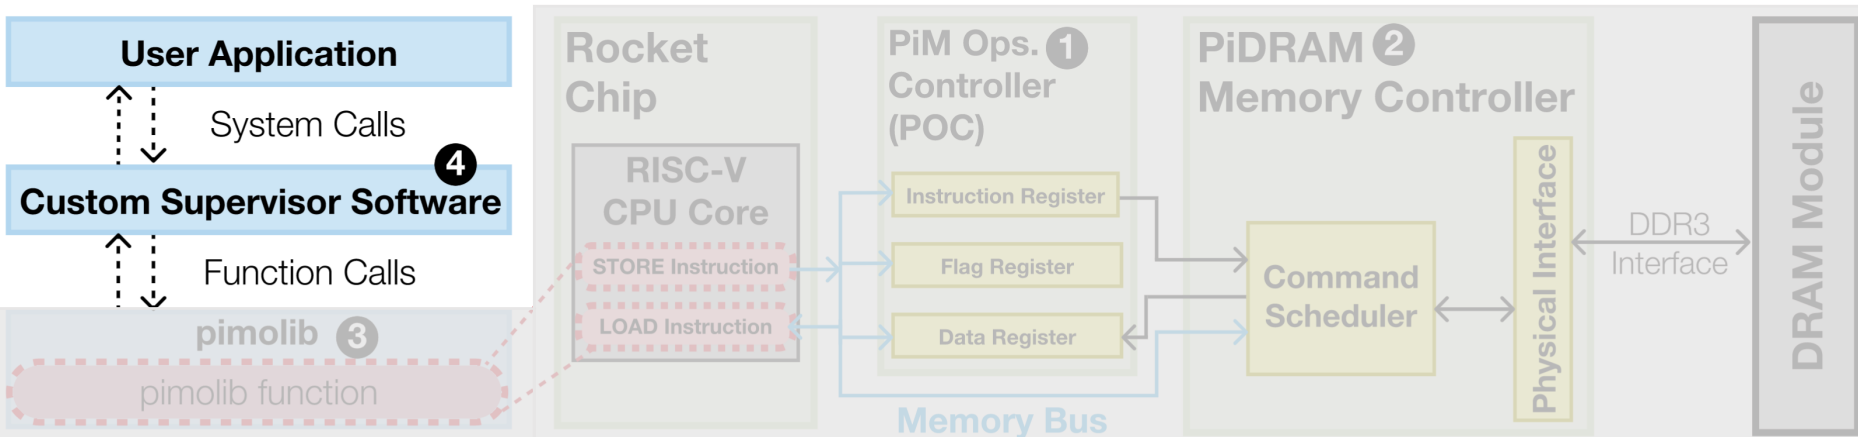 User Application
System Calls
4
Custom Supervisor Software
Function Calls
pimolib 3
pimolib function
Rocket
Chip
RISC-V
CPU Core
STORE Instruction
LOAD Instruction
PiM Ops. 1
Controller
(POC)
Instruction Register
Flag Register
Data Register
Memory Bus
PiDRAM 2
Memory Controller
Command
Scheduler
Physical Interface
DDR3
Interface
DRAM Module